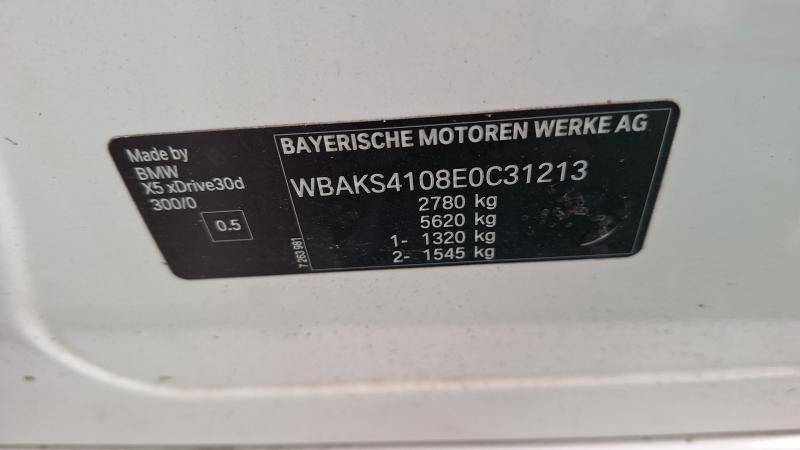 Made by
BMW
X5 xDrive30d
300/0
0.5
7 263 981
BAYERISCHE MOTOREN WERKE AG
WBAKS4108E0C31213
2780 kg
5620 kg
1- 1320 kg
2- 1545 kg